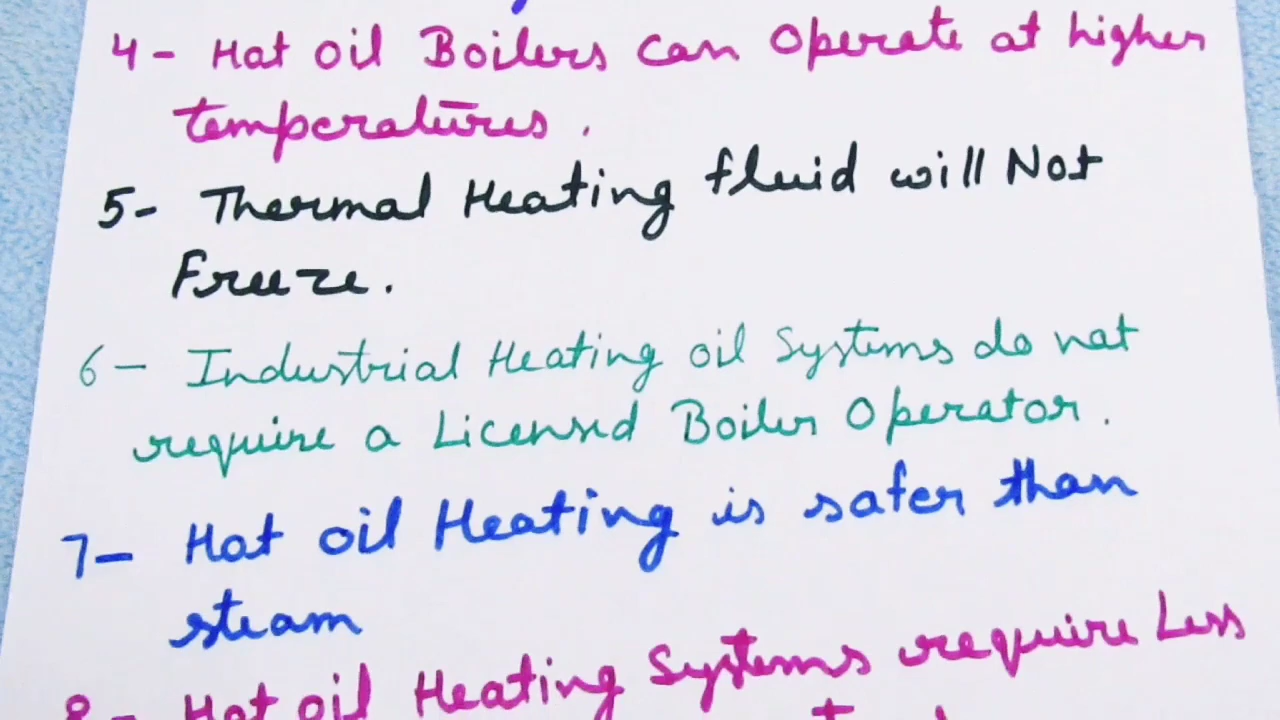 4- Hot oil Boilers can operate at higher
temperatures.
5- Thermal Heating fluid will Not
Freeze.
6- Industrial Heating oil Systems do not
require a Licensed Boiler Operator.
7- Hot oil Heating is safer than
steam
8- Hot oil Heating Systems require Less